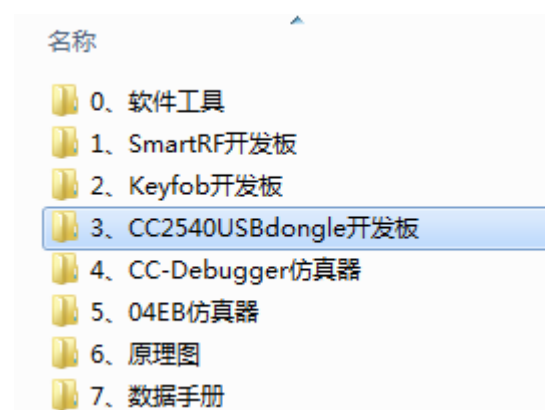 名称
0、软件工具
1、SmartRF开发板
2、Keyfob开发板
3、CC2540USBdongle开发板
4、CC-Debugger仿真器
5、04EB仿真器
6、原理图
7、数据手册